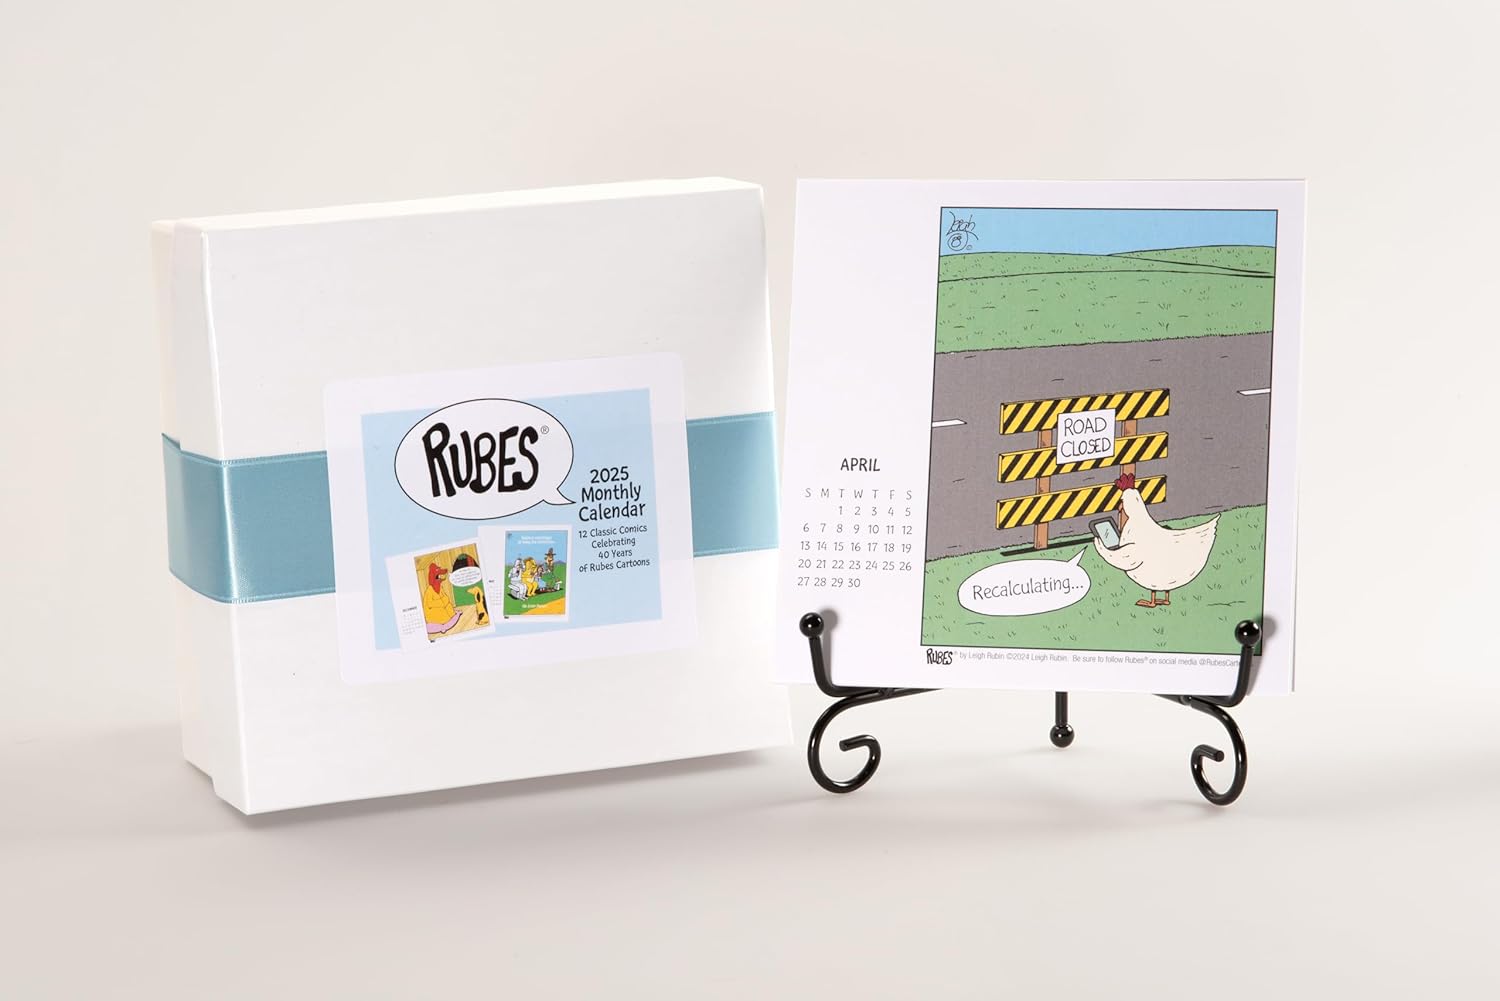 RUBES®
2025
Monthly
Calendar
12 Classic Comics
Celebrating
40 Years
of Rubes Cartoons
APRIL
S M T W T F S
1 2 3 4 5
6 7 8 9 10 11 12
13 14 15 16 17 18 19
20 21 22 23 24 25 26
27 28 29 30
Leigh
ROAD
CLOSED
Recalculating...
RUBES® by Leigh Rubin ©2024 Leigh Rubin. Be sure to follow Rubes® on social media